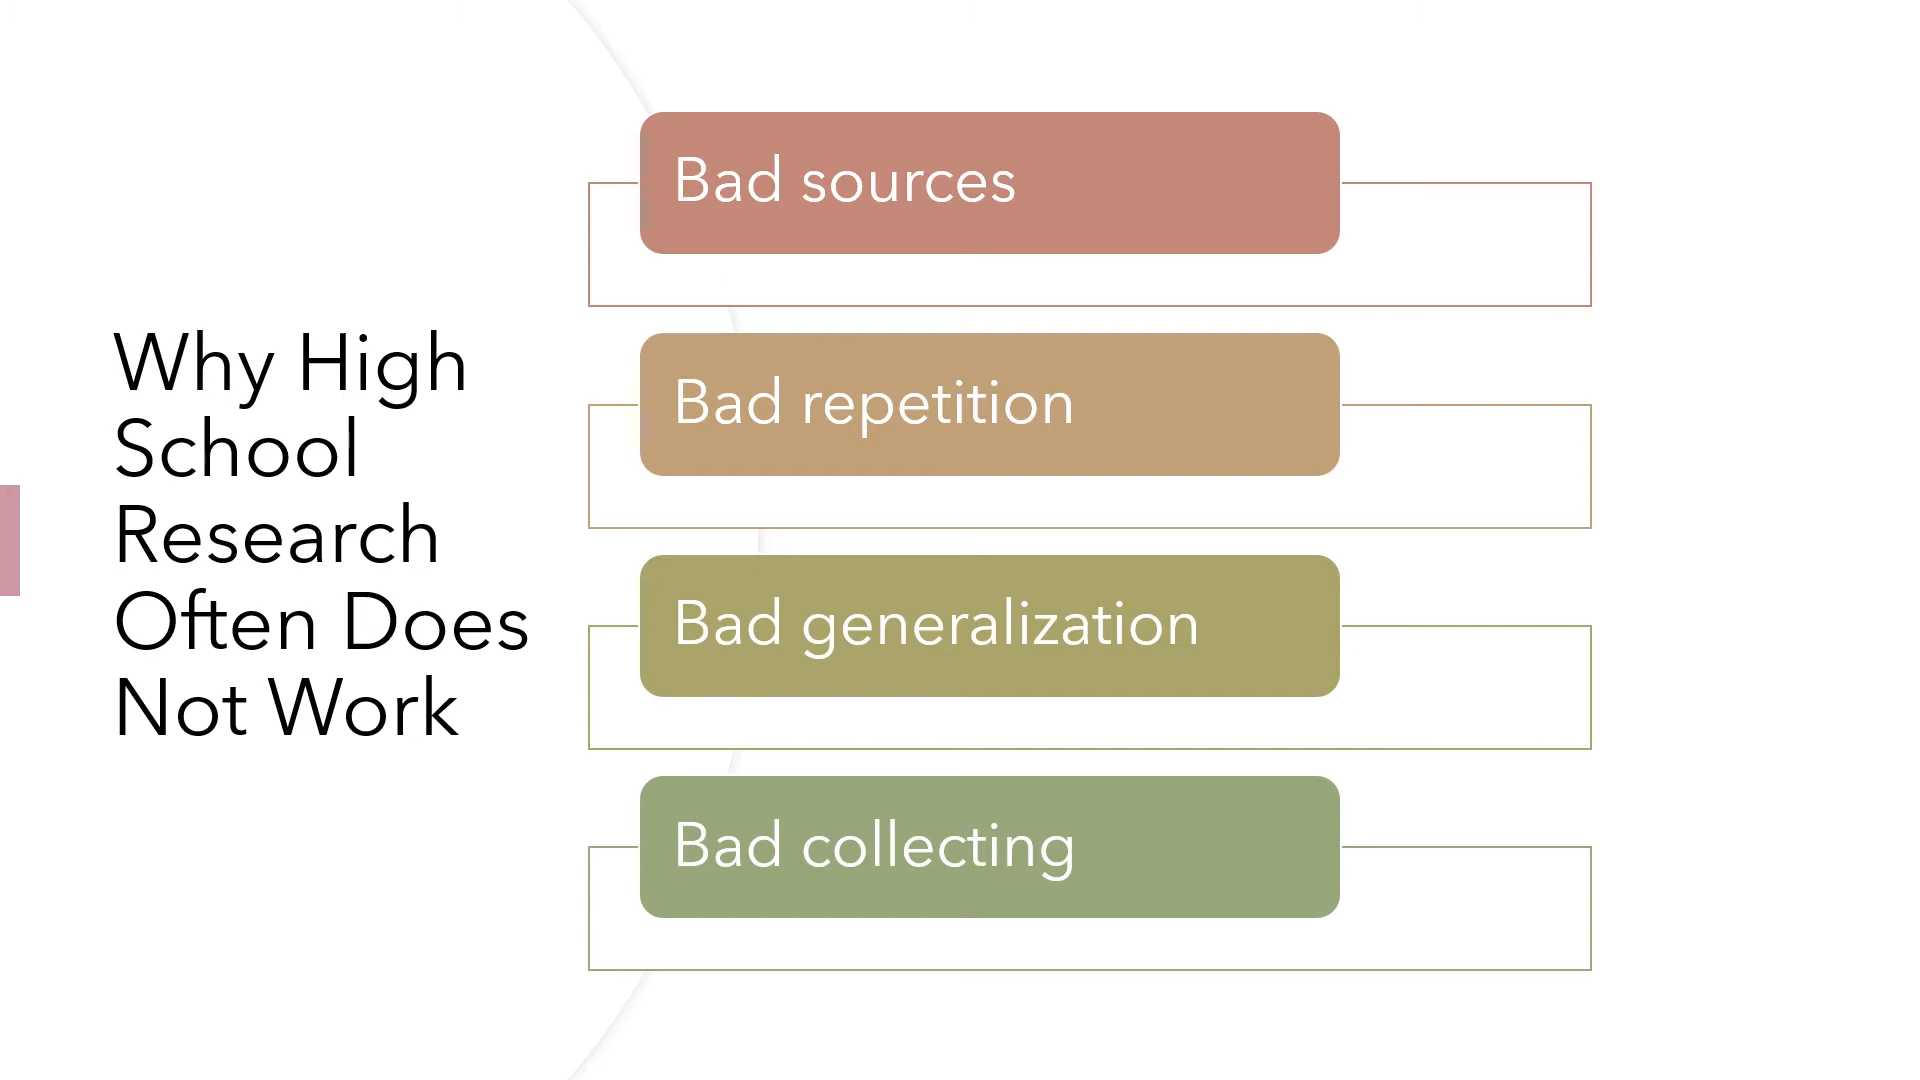 Why High
School
Research
Often Does
Not Work
Bad sources
Bad repetition
Bad generalization
Bad collecting